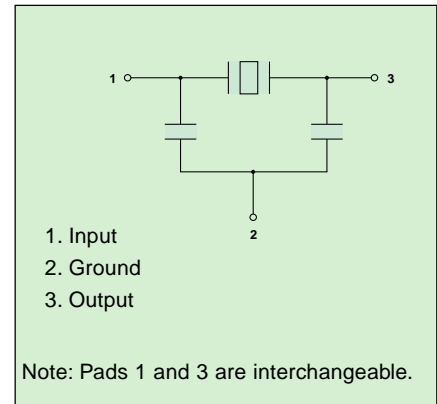 1
3
2
1. Input
2. Ground
3. Output
Note: Pads 1 and 3 are interchangeable.